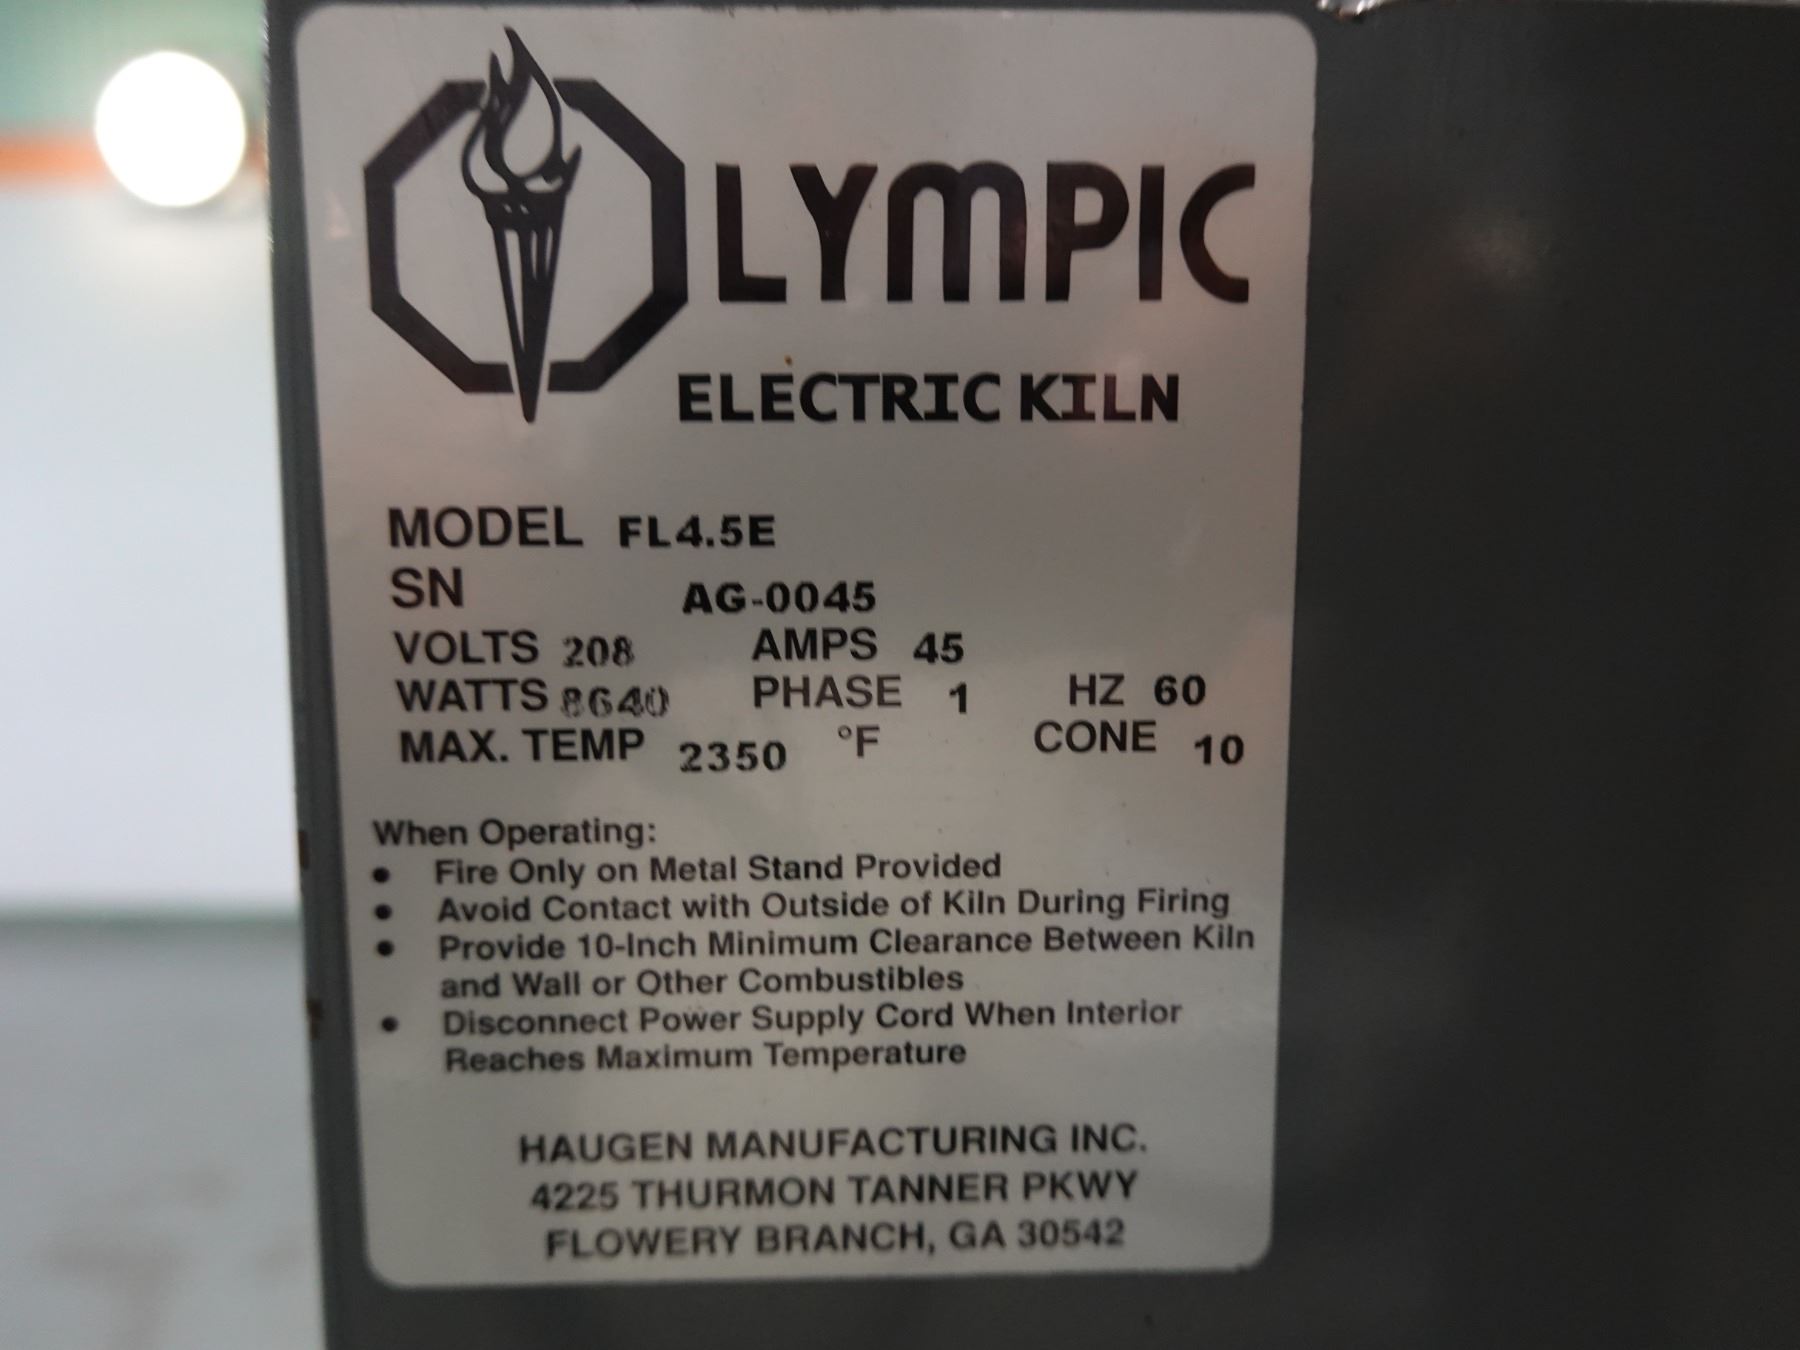 OLYMPIC
ELECTRIC KILN
MODEL FL4.5E
SN AG-0045
VOLTS 208 AMPS 45
WATTS 8640 PHASE 1 HZ 60
MAX. TEMP 2350 °F CONE 10
When Operating:
• Fire Only on Metal Stand Provided
• Avoid Contact with Outside of Kiln During Firing
• Provide 10-Inch Minimum Clearance Between Kiln
and Wall or Other Combustibles
• Disconnect Power Supply Cord When Interior
Reaches Maximum Temperature
HAUGEN MANUFACTURING INC.
4225 THURMON TANNER PKWY
FLOWERY BRANCH, GA 30542